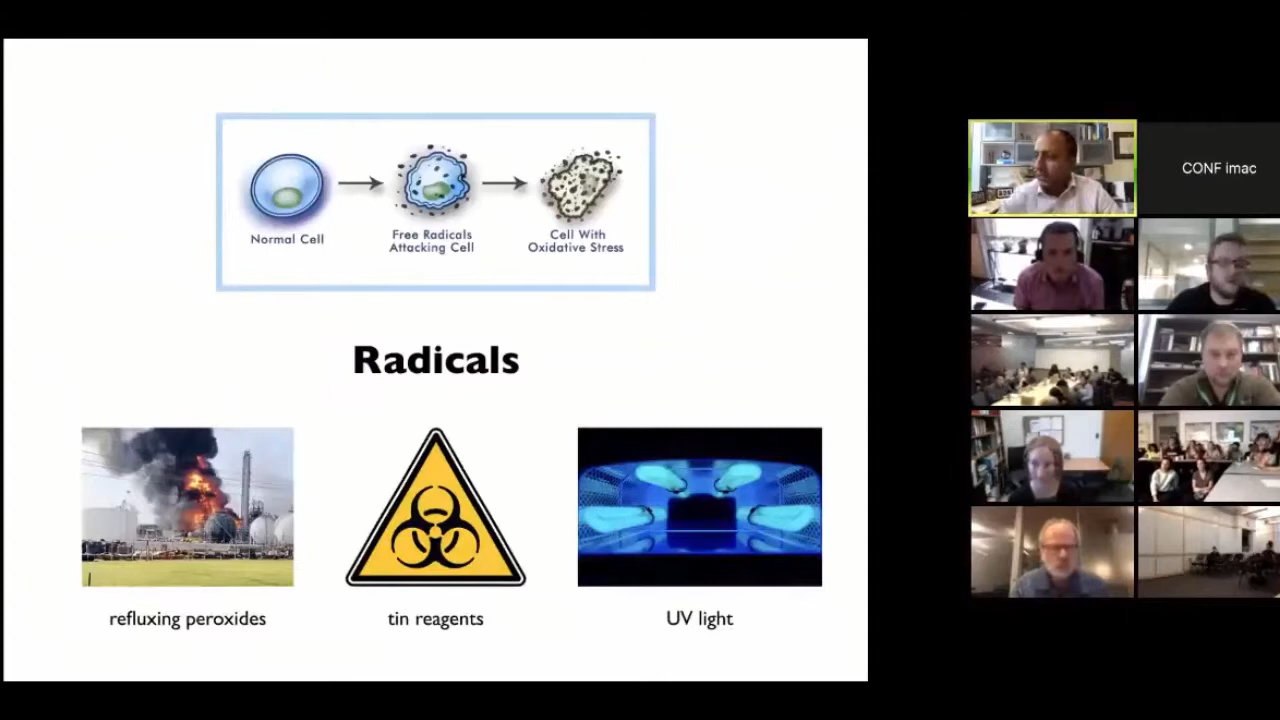 Normal Cell
Free Radicals
Attacking Cell
Cell With
Oxidative Stress
Radicals
refluxing peroxides
tin reagents
UV light
CONF imac